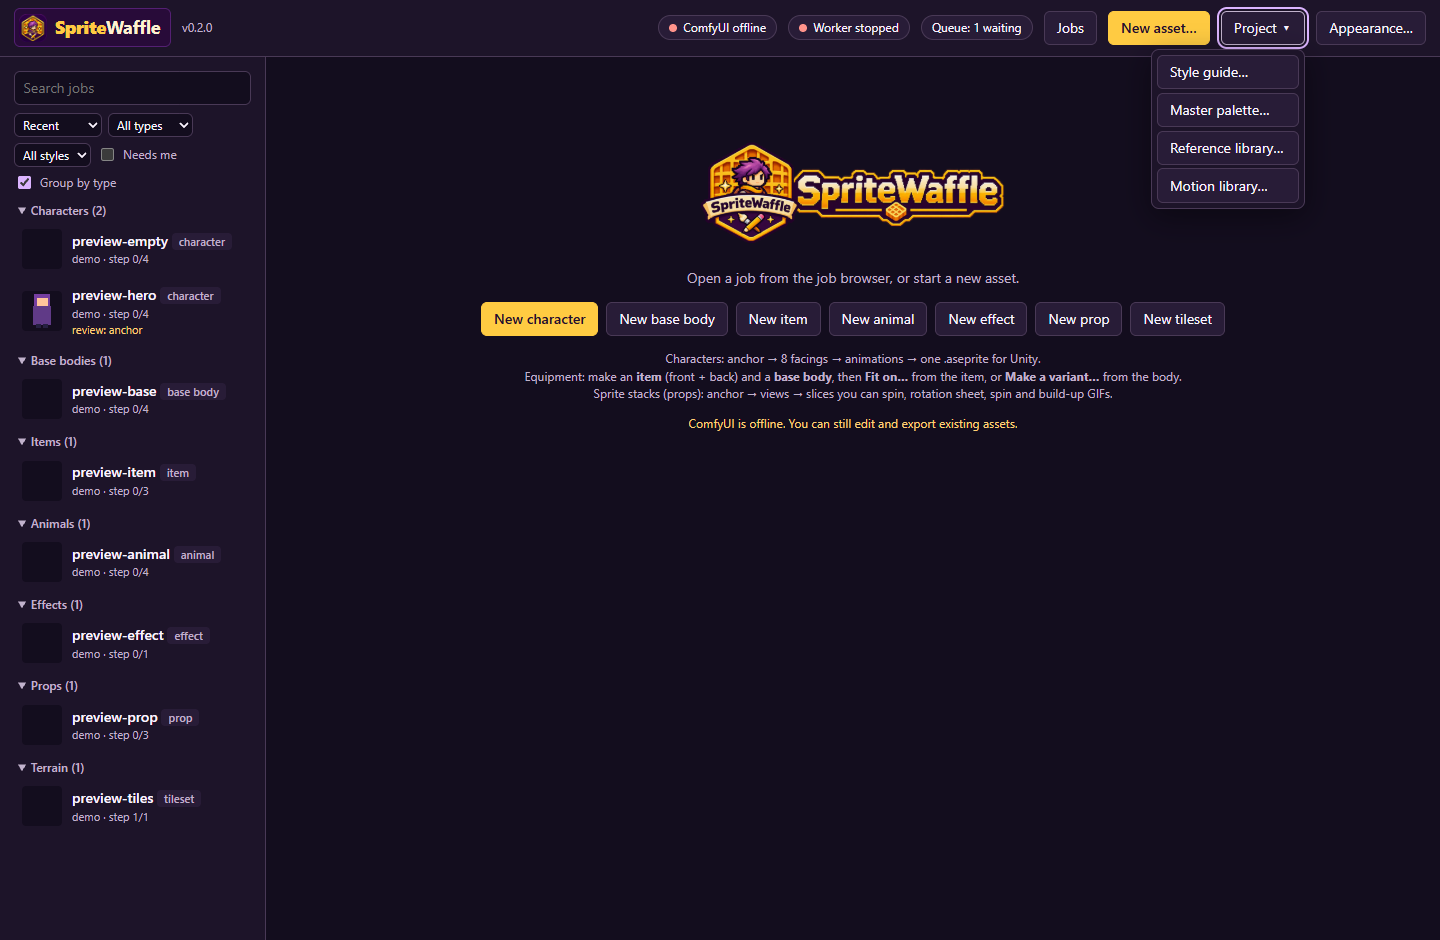 SpriteWaffle v0.2.0
ComfyUI offline
Worker stopped
Queue: 1 waiting
Jobs
New asset...
Project ▼
Appearance...
Style guide...
Master palette...
Reference library...
Motion library...
Search jobs
Recent
All types
All styles
Needs me
Group by type
▼ Characters (2)
preview-empty character
demo · step 0/4
preview-hero character
demo · step 0/4
review: anchor
▼ Base bodies (1)
preview-base base body
demo · step 0/4
▼ Items (1)
preview-item item
demo · step 0/3
▼ Animals (1)
preview-animal animal
demo · step 0/4
▼ Effects (1)
preview-effect effect
demo · step 0/1
▼ Props (1)
preview-prop prop
demo · step 0/3
▼ Terrain (1)
preview-tiles tileset
demo · step 1/1
SpriteWaffle
SpriteWaffle
Open a job from the job browser, or start a new asset.
New character
New base body
New item
New animal
New effect
New prop
New tileset
Characters: anchor → 8 facings → animations → one .aseprite for Unity.
Equipment: make an item (front + back) and a base body, then Fit on... from the item, or Make a variant... from the body.
Sprite stacks (props): anchor → views → slices you can spin, rotation sheet, spin and build-up GIFs.
ComfyUI is offline. You can still edit and export existing assets.